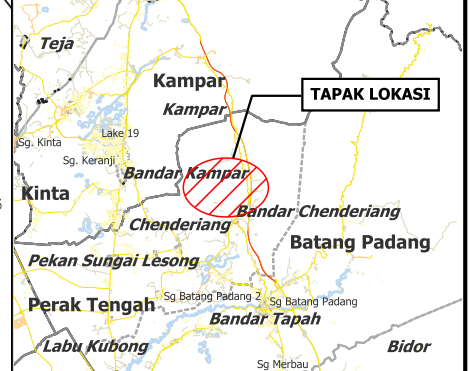 Teja
Kampar
TAPAK LOKASI
Kampar
Lake 19
Sg. Kinta
Sg. Keranji
Bandar Kampar
Kinta
Bandar Chenderiang
Chenderiang
Batang Padang
Pekan Sungai Lesong
Sg Batang Padang 2
Sg Batang Padang
Perak Tengah
Bandar Tapah
Labu Kubong
Bidor
Sg Merbau